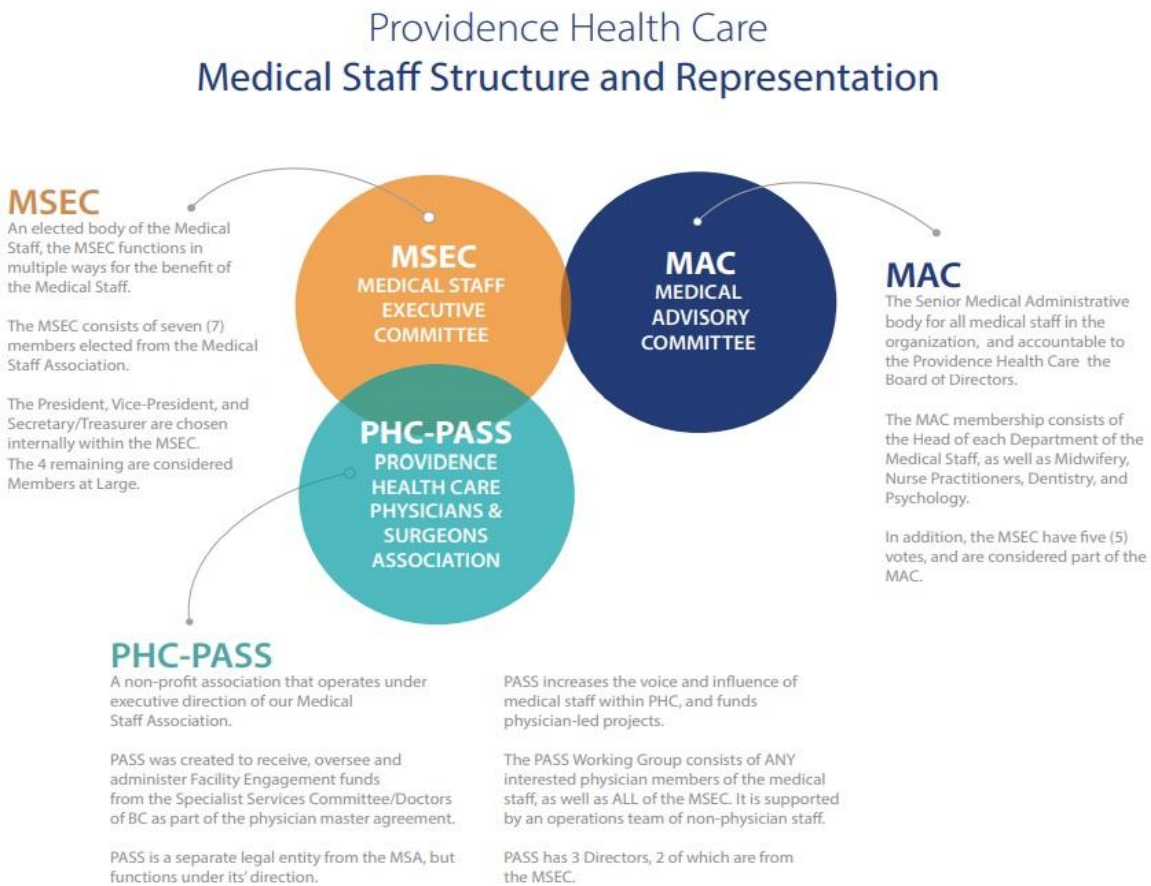 Providence Health Care
Medical Staff Structure and Representation
MSEC
An elected body of the Medical
Staff, the MSEC functions in
multiple ways for the benefit of
the Medical Staff.
The MSEC consists of seven (7)
members elected from the Medical
Staff Association.
The President, Vice-President, and
Secretary/Treasurer are chosen
internally within the MSEC.
The 4 remaining are considered
Members at Large.
MSEC
MEDICAL STAFF
EXECUTIVE
COMMITTEE
MAC
MEDICAL
ADVISORY
COMMITTEE
PHC-PASS
PROVIDENCE
HEALTH CARE
PHYSICIANS &
SURGEONS
ASSOCIATION
MAC
The Senior Medical Administrative
body for all medical staff in the
organization, and accountable to
the Providence Health Care the
Board of Directors.
The MAC membership consists of
the Head of each Department of the
Medical Staff, as well as Midwifery,
Nurse Practitioners, Dentistry, and
Psychology.
In addition, the MSEC have five (5)
votes, and are considered part of the
MAC.
PHC-PASS
A non-profit association that operates under
executive direction of our Medical
Staff Association.
PASS was created to receive, oversee and
administer Facility Engagement funds
from the Specialist Services Committee/Doctors
of BC as part of the physician master agreement.
PASS is a separate legal entity from the MSA, but
functions under its' direction.
PASS increases the voice and influence of
medical staff within PHC, and funds
physician-led projects.
The PASS Working Group consists of ANY
interested physician members of the medical
staff, as well as ALL of the MSEC. It is supported
by an operations team of non-physician staff.
PASS has 3 Directors, 2 of which are from
the MSEC.